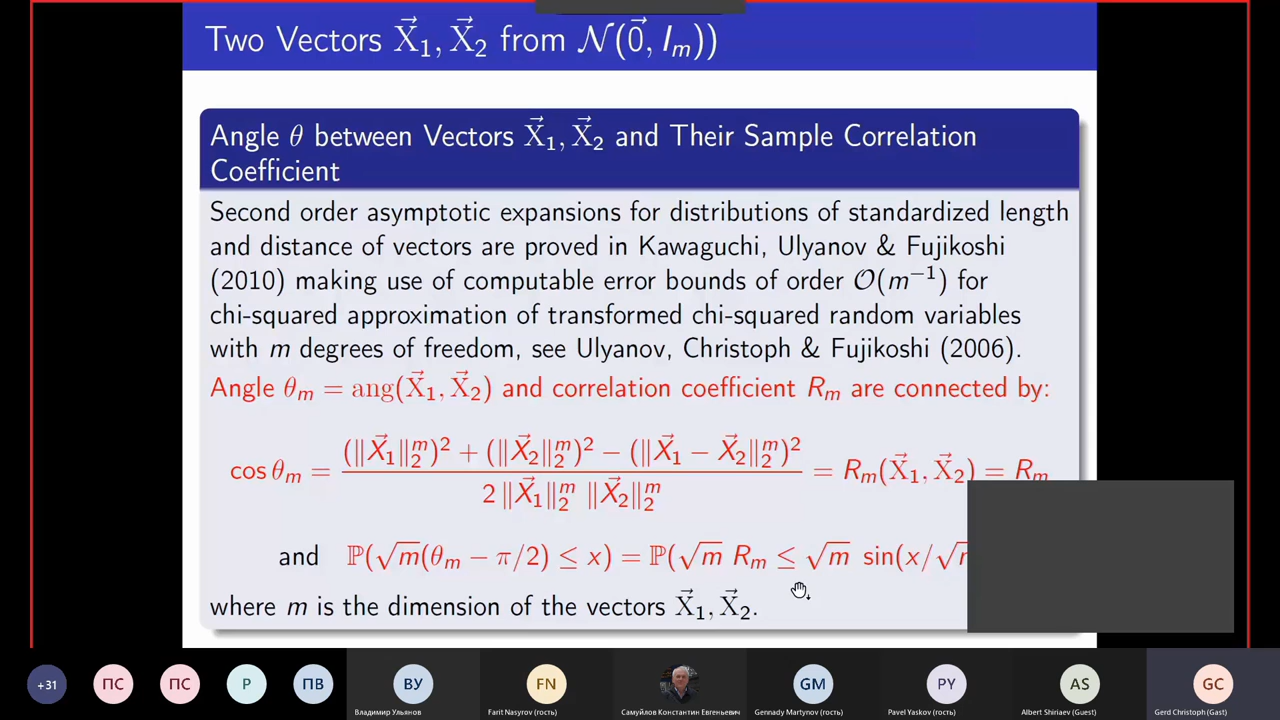 Two Vectors X⃗₁, X⃗₂ from 𝒩(0⃗, Iₘ))
Angle θ between Vectors X⃗₁, X⃗₂ and Their Sample Correlation
Coefficient
Second order asymptotic expansions for distributions of standardized length
and distance of vectors are proved in Kawaguchi, Ulyanov & Fujikoshi
(2010) making use of computable error bounds of order 𝒪(m⁻¹) for
chi-squared approximation of transformed chi-squared random variables
with m degrees of freedom, see Ulyanov, Christoph & Fujikoshi (2006).
Angle θₘ = ang(X⃗₁, X⃗₂) and correlation coefficient Rₘ are connected by:
cos θₘ = ((‖X⃗₁‖₂ᵐ)² + (‖X⃗₂‖₂ᵐ)² − (‖X⃗₁ − X⃗₂‖₂ᵐ)²) / (2 ‖X⃗₁‖₂ᵐ ‖X⃗₂‖₂ᵐ) = Rₘ(X⃗₁, X⃗₂) = Rₘ
and ℙ(√m(θₘ − π/2) ≤ x) = ℙ(√m Rₘ ≤ √m sin(x/√
where m is the dimension of the vectors X⃗₁, X⃗₂.
+31
ПС
ПС
Р
ПВ
ВУ
FN
GM
PY
AS
GC
Владимир Ульянов
Farit Nasyrov (гость)
Самуйлов Константин Евгеньевич
Gennady Martynov (гость)
Pavel Yaskov (гость)
Albert Shiriaev (Guest)
Gerd Christoph (Gast)